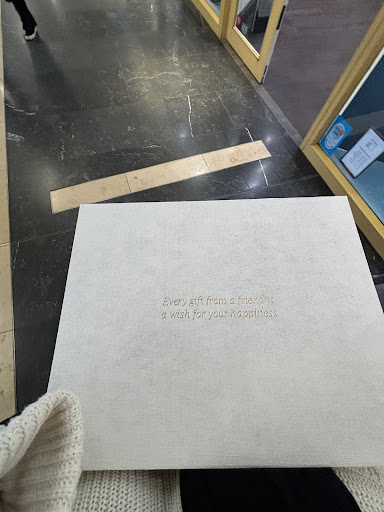 Every gift from a friend is
a wish for your happiness